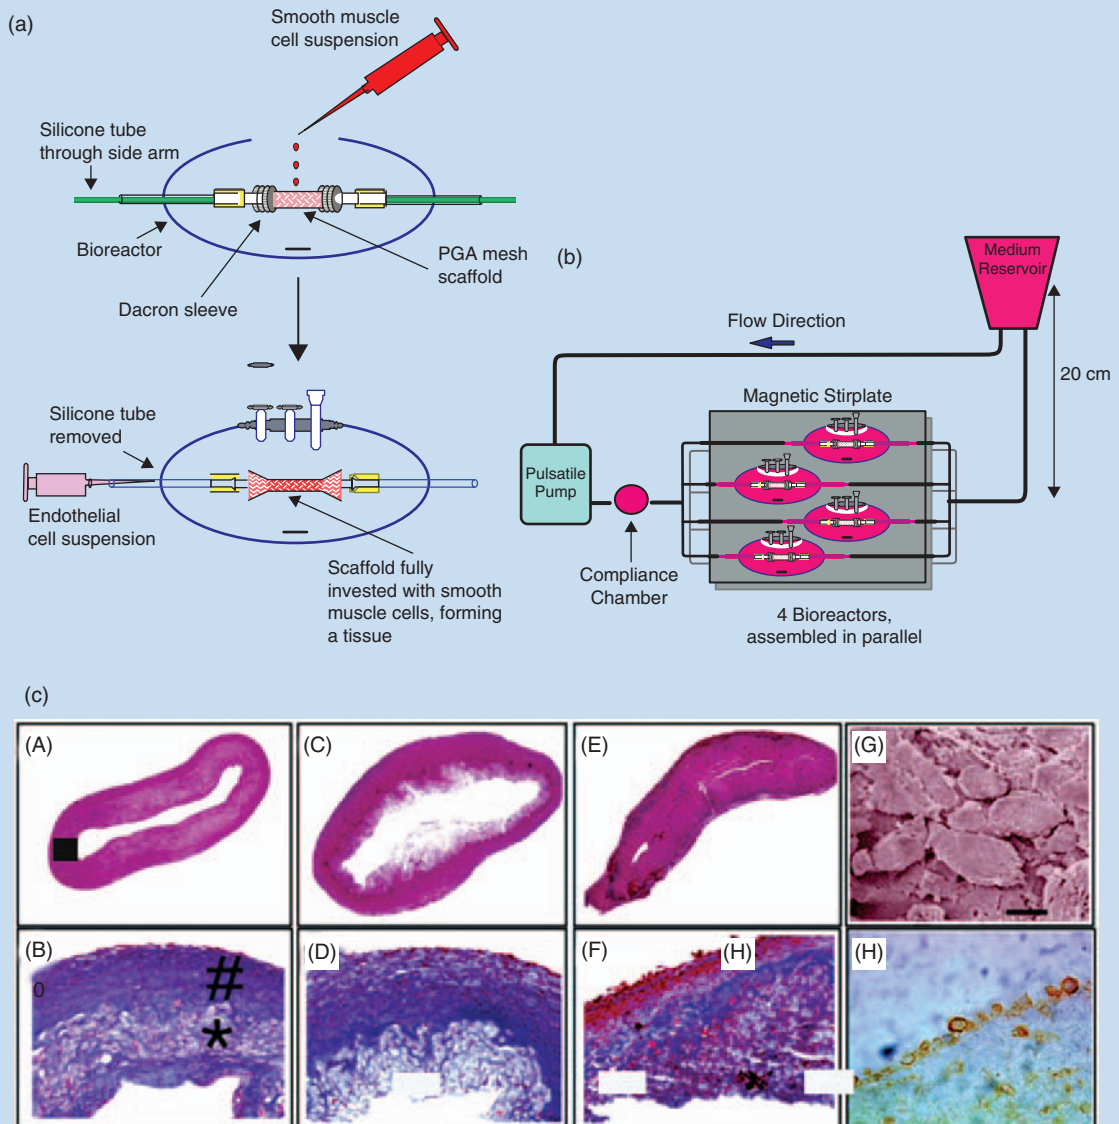 (a)
Smooth muscle
cell suspension
Silicone tube
through side arm
Bioreactor
PGA mesh
scaffold
Dacron sleeve
Silicone tube
removed
Endothelial
cell suspension
Scaffold fully
invested with smooth
muscle cells, forming
a tissue
(b)
Medium
Reservoir
Flow Direction
20 cm
Magnetic Stirplate
Pulsatile
Pump
Compliance
Chamber
4 Bioreactors,
assembled in parallel
(c)
(A)
(C)
(E)
(G)
(B)
0
#
*
(D)
(F)
(H)
*
(H)